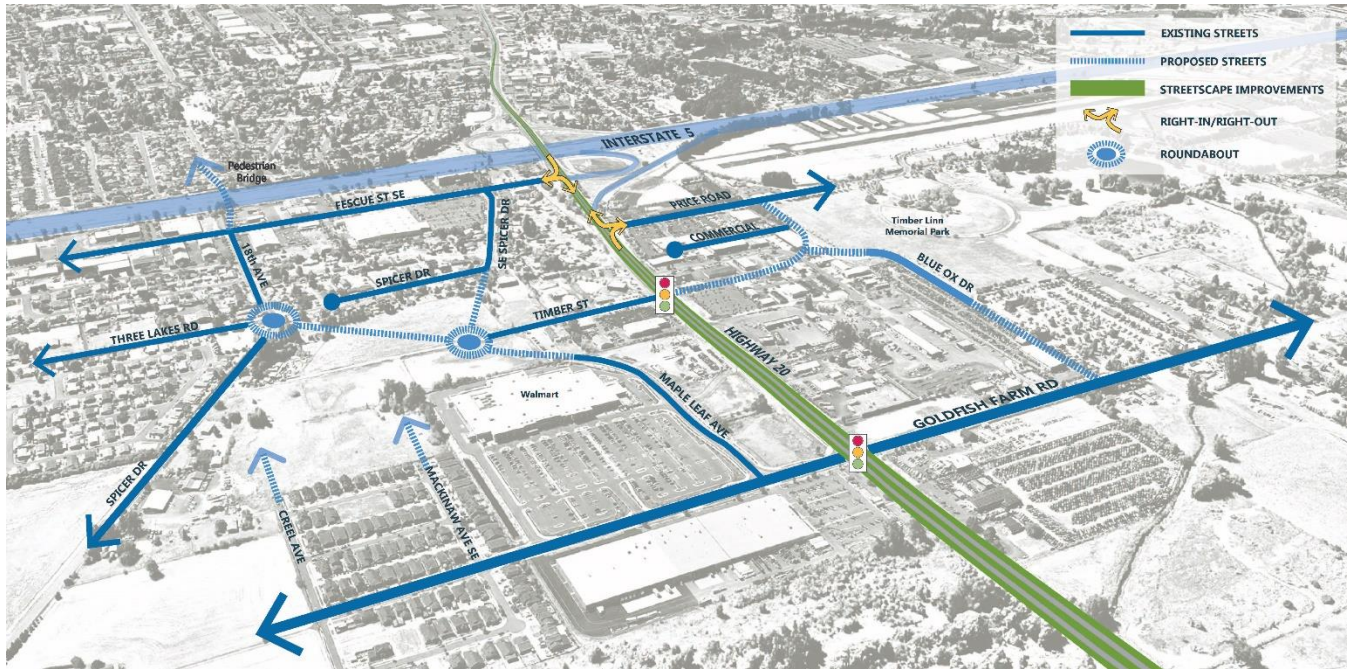 EXISTING STREETS
PROPOSED STREETS
STREETSCAPE IMPROVEMENTS
RIGHT-IN/RIGHT-OUT
ROUNDABOUT
INTERSTATE 5
Pedestrian
Bridge
FESCUE ST SE
PRICE ROAD
Timber Linn
Memorial Park
COMMERCIAL
SE SPICER DR
18th AVE
SPICER DR
BLUE OX DR
TIMBER ST
THREE LAKES RD
HIGHWAY 20
Walmart
MAPLE LEAF AVE
GOLDFISH FARM RD
SPICER DR
CREEL AVE
MACKINAW AVE SE